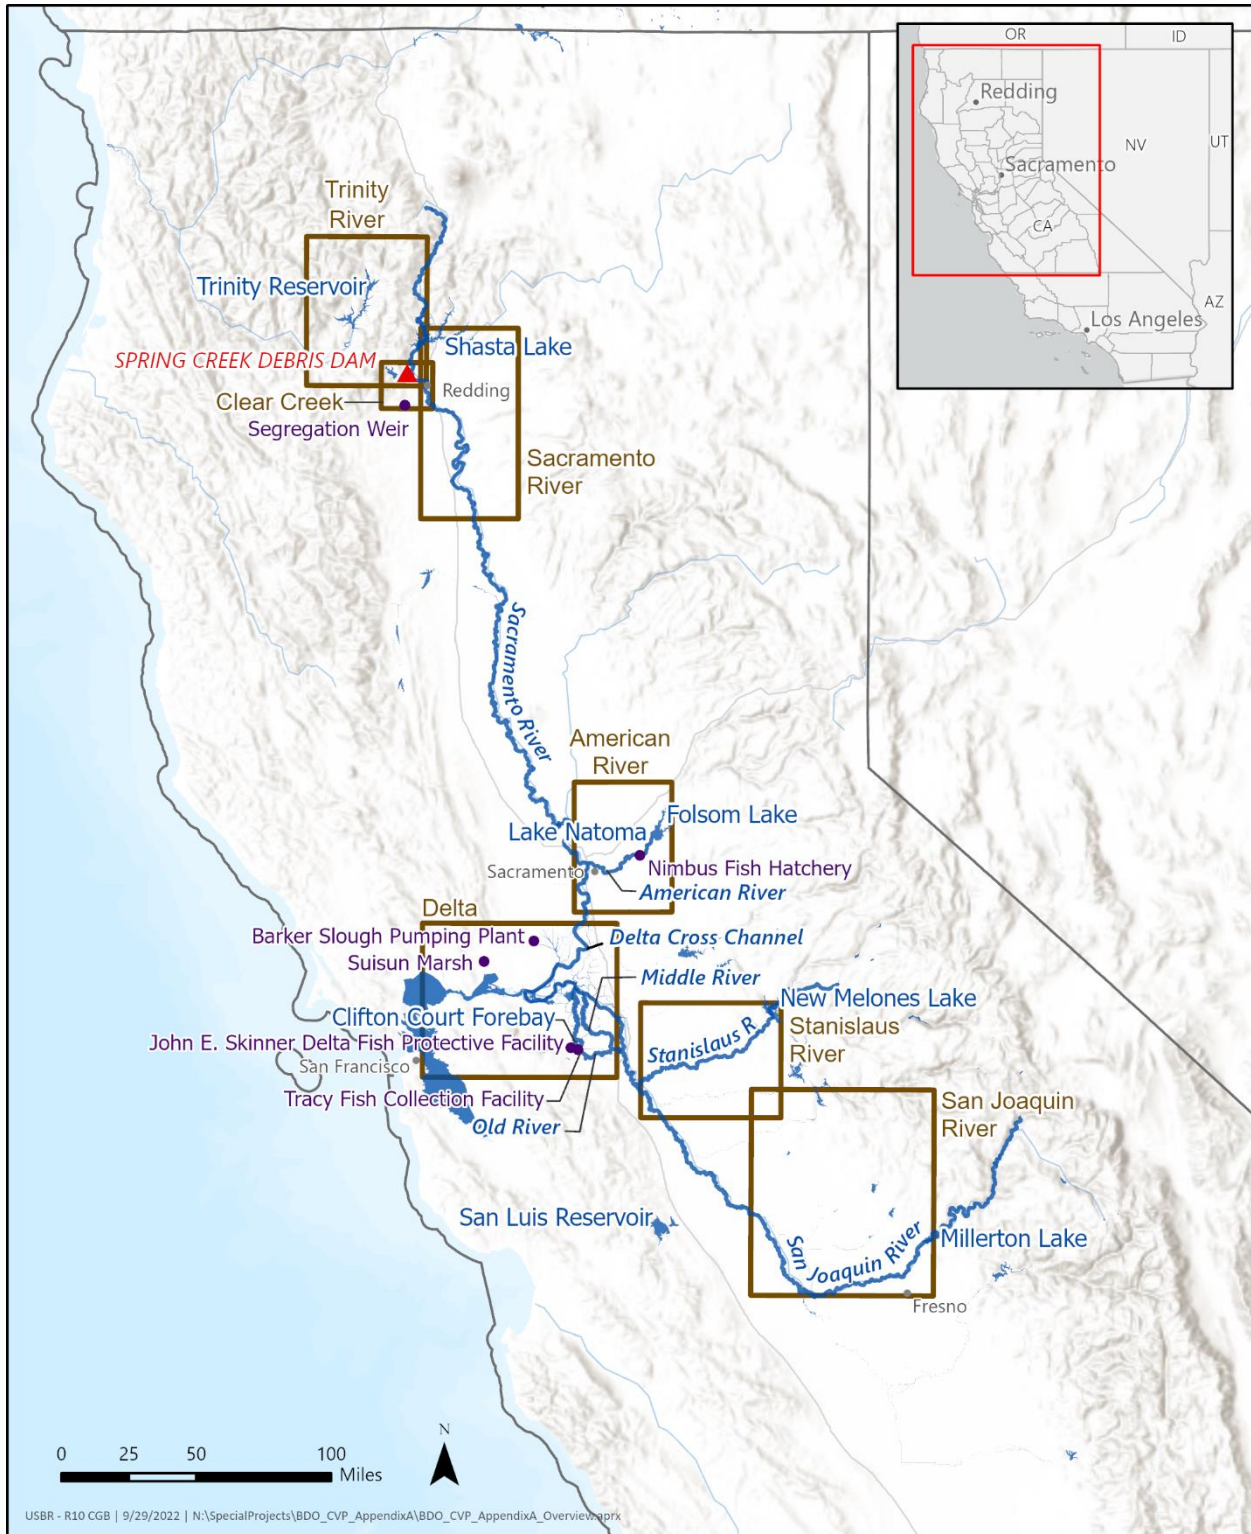 OR
ID
Redding
NV
UT
Sacramento
CA
AZ
Los Angeles
Trinity
River
Trinity Reservoir
Shasta Lake
SPRING CREEK DEBRIS DAM
Redding
Clear Creek
Segregation Weir
Sacramento
River
Sacramento River
American
River
Folsom Lake
Lake Natoma
Nimbus Fish Hatchery
Sacramento
American River
Delta
Barker Slough Pumping Plant
Delta Cross Channel
Suisun Marsh
Middle River
New Melones Lake
Clifton Court Forebay
Stanislaus
River
Stanislaus R
John E. Skinner Delta Fish Protective Facility
San Francisco
Tracy Fish Collection Facility
Old River
San Joaquin
River
San Luis Reservoir
San Joaquin River
Millerton Lake
Fresno
N
0 25 50 100
Miles
USBR - R10 CGB | 9/29/2022 | N:\SpecialProjects\BDO_CVP_AppendixA\BDO_CVP_AppendixA_Overview.aprx